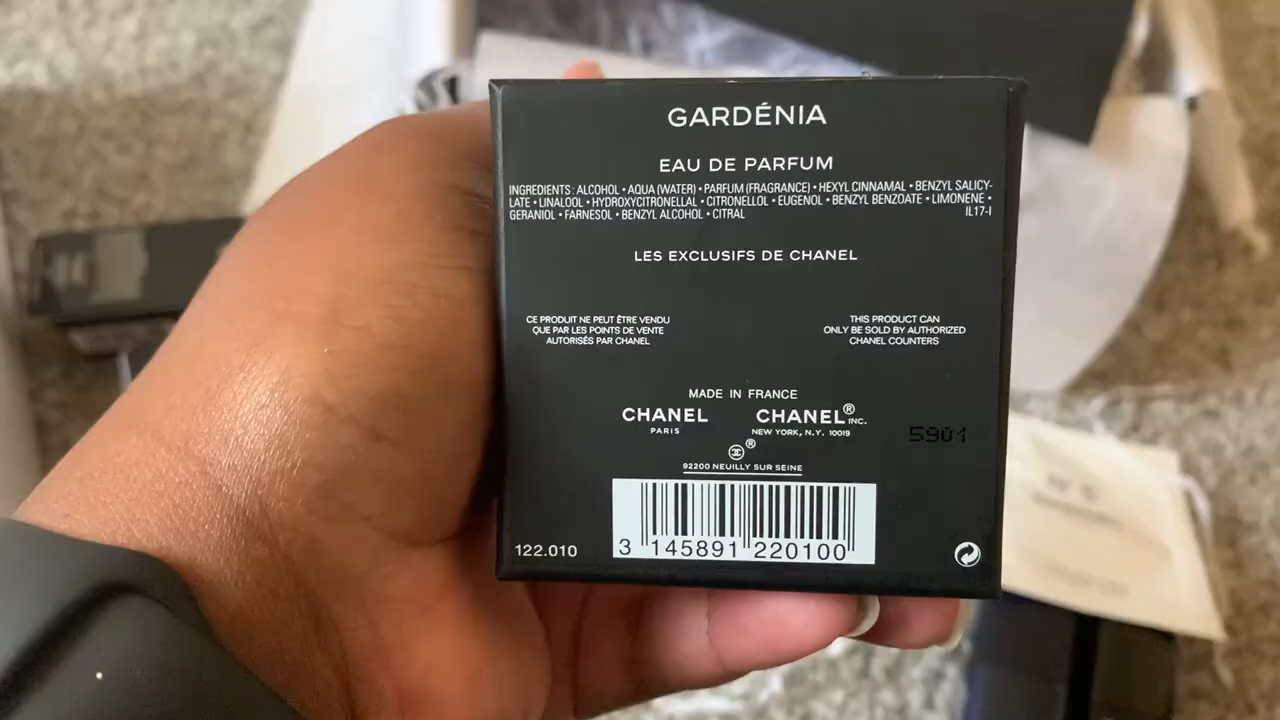 GARDÉNIA
EAU DE PARFUM
INGREDIENTS: ALCOHOL • AQUA (WATER) • PARFUM (FRAGRANCE) • HEXYL CINNAMAL • BENZYL SALICY-
LATE • LINALOOL • HYDROXYCITRONELLAL • CITRONELLOL • EUGENOL • BENZYL BENZOATE • LIMONENE •
GERANIOL • FARNESOL • BENZYL ALCOHOL • CITRAL IL17-I
LES EXCLUSIFS DE CHANEL
CE PRODUIT NE PEUT ÊTRE VENDU
QUE PAR LES POINTS DE VENTE
AUTORISÉS PAR CHANEL
THIS PRODUCT CAN
ONLY BE SOLD BY AUTHORIZED
CHANEL COUNTERS
MADE IN FRANCE
CHANEL CHANEL® INC.
PARIS NEW YORK, N.Y. 10019
5901
®
92200 NEUILLY SUR SEINE
122.010
3 145891 220100